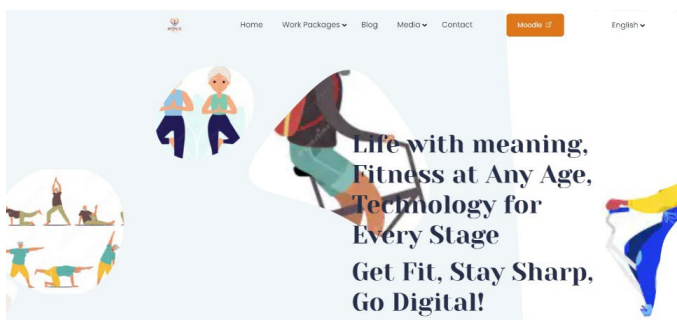 Home Work Packages Blog Media Contact Moodle English
Life with meaning,
Fitness at Any Age,
Technology for
Every Stage
Get Fit, Stay Sharp,
Go Digital!